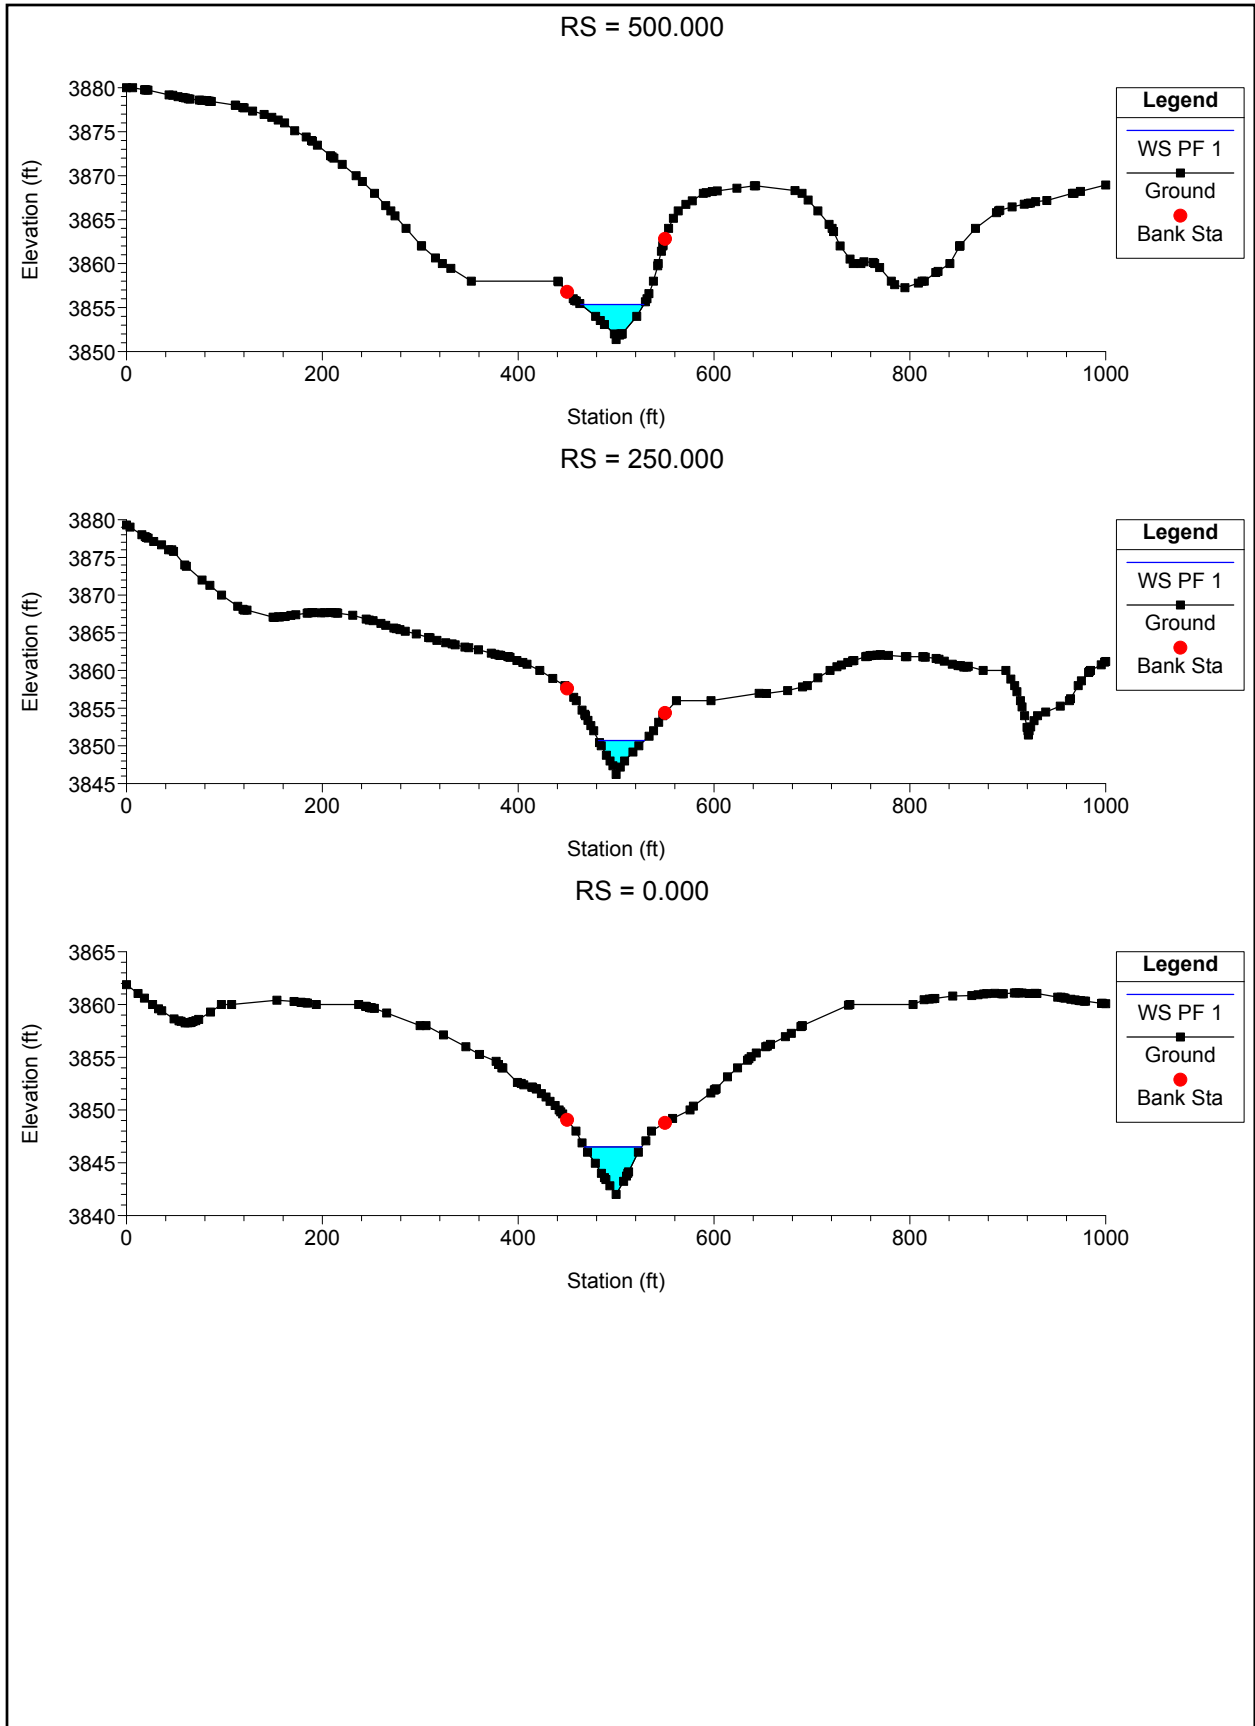 RS = 500.000
3880
3875
3870
3865
3860
3855
3850
Elevation (ft)
0 200 400 600 800 1000
Station (ft)
Legend
WS PF 1
Ground
Bank Sta
RS = 250.000
3880
3875
3870
3865
3860
3855
3850
3845
Elevation (ft)
0 200 400 600 800 1000
Station (ft)
Legend
WS PF 1
Ground
Bank Sta
RS = 0.000
3865
3860
3855
3850
3845
3840
Elevation (ft)
0 200 400 600 800 1000
Station (ft)
Legend
WS PF 1
Ground
Bank Sta